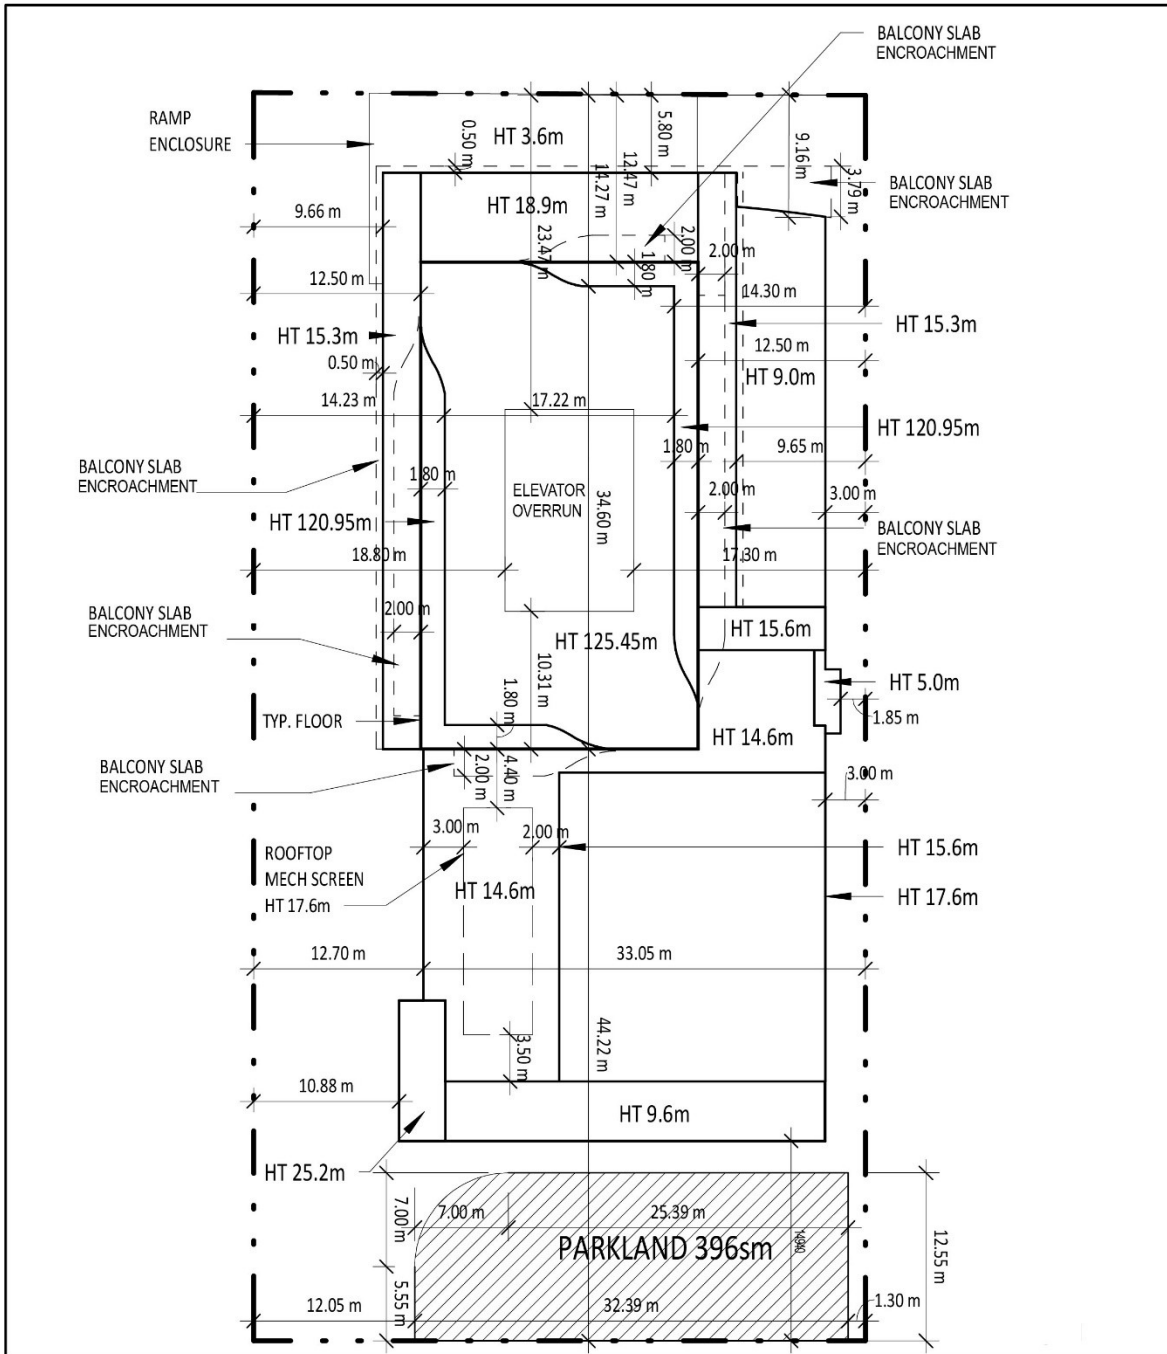 BALCONY SLAB
ENCROACHMENT
RAMP
ENCLOSURE
0.50 m
HT 3.6m
5.80 m
9.16 m
12.47 m
14.27 m
3.79 m
BALCONY SLAB
ENCROACHMENT
9.66 m
HT 18.9m
23.47 m
2.00 m
2.00 m
1.80 m
12.50 m
14.30 m
HT 15.3m
HT 15.3m
12.50 m
0.50 m
HT 9.0m
14.23 m
17.22 m
HT 120.95m
1.80 m
9.65 m
BALCONY SLAB
ENCROACHMENT
1.80 m
ELEVATOR
OVERRUN
34.60 m
2.00 m
3.00 m
HT 120.95m
BALCONY SLAB
ENCROACHMENT
18.80 m
17.30 m
BALCONY SLAB
ENCROACHMENT
2.00 m
HT 125.45m
HT 15.6m
10.31 m
HT 5.0m
1.80 m
1.85 m
TYP. FLOOR
HT 14.6m
BALCONY SLAB
ENCROACHMENT
2.00 m
4.40 m
3.00 m
3.00 m
2.00 m
HT 15.6m
ROOFTOP
MECH SCREEN
HT 17.6m
HT 14.6m
HT 17.6m
12.70 m
33.05 m
3.50 m
44.22 m
10.88 m
HT 9.6m
HT 25.2m
7.00 m
7.00 m
25.39 m
PARKLAND 396sm
14940
12.55 m
5.55 m
12.05 m
32.39 m
1.30 m